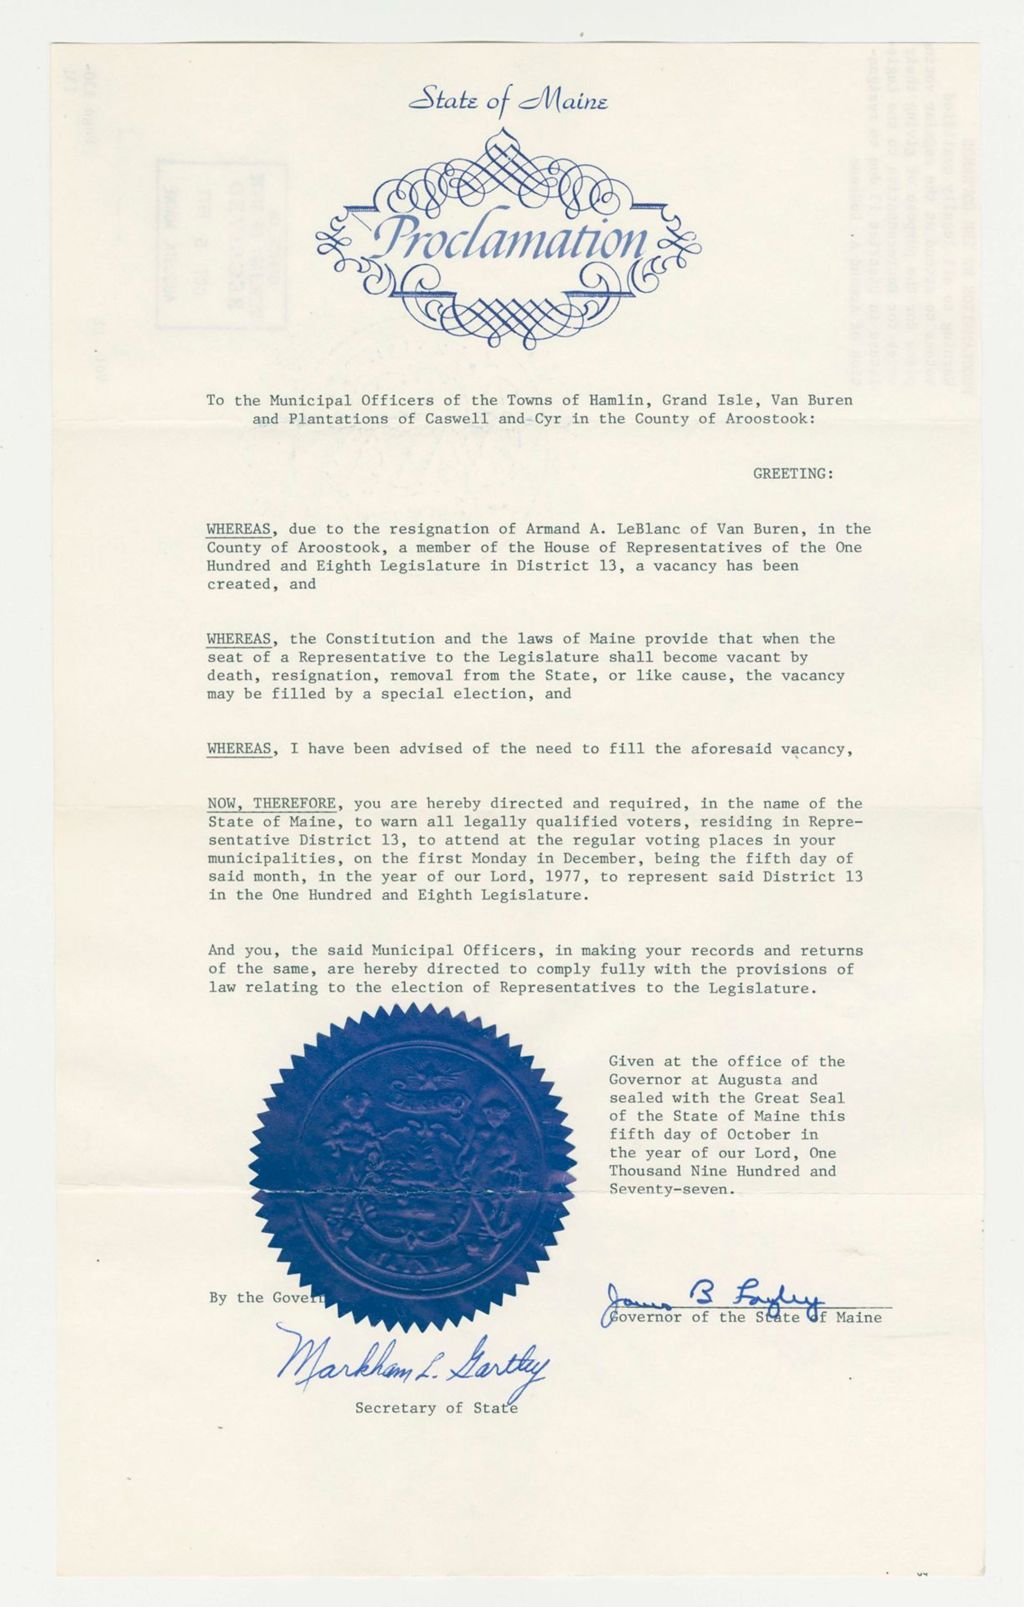 State of Maine
Proclamation
To the Municipal Officers of the Towns of Hamlin, Grand Isle, Van Buren
and Plantations of Caswell and Cyr in the County of Aroostook:
GREETING:
WHEREAS, due to the resignation of Armand A. LeBlanc of Van Buren, in the
County of Aroostook, a member of the House of Representatives of the One
Hundred and Eighth Legislature in District 13, a vacancy has been
created, and
WHEREAS, the Constitution and the laws of Maine provide that when the
seat of a Representative to the Legislature shall become vacant by
death, resignation, removal from the State, or like cause, the vacancy
may be filled by a special election, and
WHEREAS, I have been advised of the need to fill the aforesaid vacancy,
NOW, THEREFORE, you are hereby directed and required, in the name of the
State of Maine, to warn all legally qualified voters, residing in Repre-
sentative District 13, to attend at the regular voting places in your
municipalities, on the first Monday in December, being the fifth day of
said month, in the year of our Lord, 1977, to represent said District 13
in the One Hundred and Eighth Legislature.
And you, the said Municipal Officers, in making your records and returns
of the same, are hereby directed to comply fully with the provisions of
law relating to the election of Representatives to the Legislature.
Given at the office of the
Governor at Augusta and
sealed with the Great Seal
of the State of Maine this
fifth day of October in
the year of our Lord, One
Thousand Nine Hundred and
Seventy-seven.
DIRIGO
MAINE
By the Gover
James B Longley
Governor of the State of Maine
Markham L. Gartley
Secretary of State